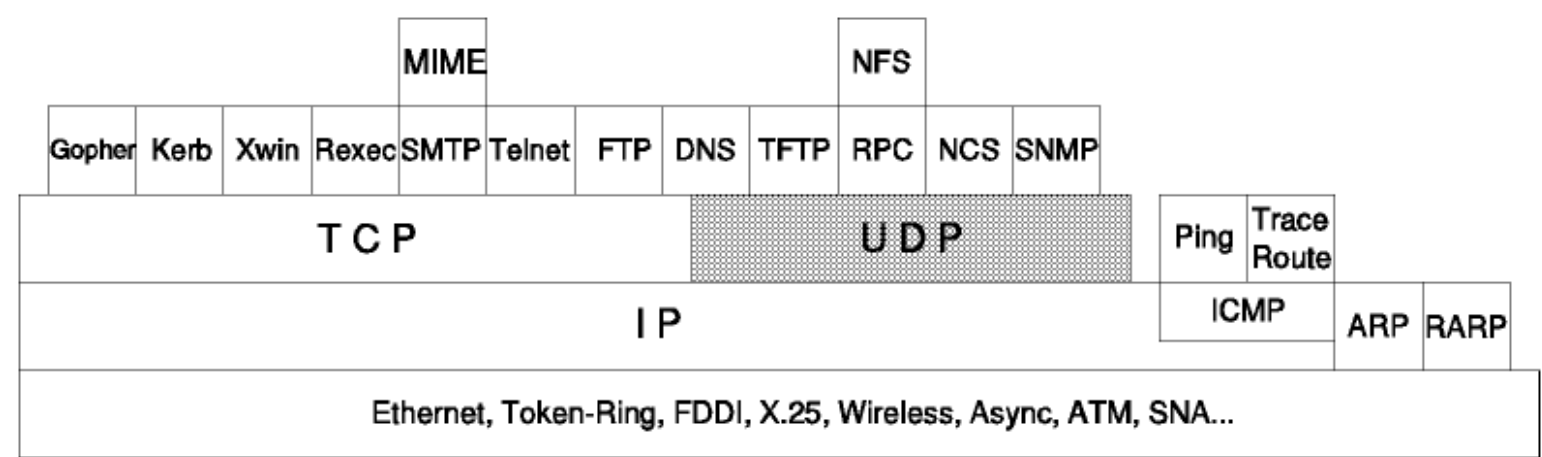 MIME NFS
Gopher Kerb Xwin Rexec SMTP Telnet FTP DNS TFTP RPC NCS SNMP
T C P U D P Ping Trace Route
I P ICMP ARP RARP
Ethernet, Token-Ring, FDDI, X.25, Wireless, Async, ATM, SNA...